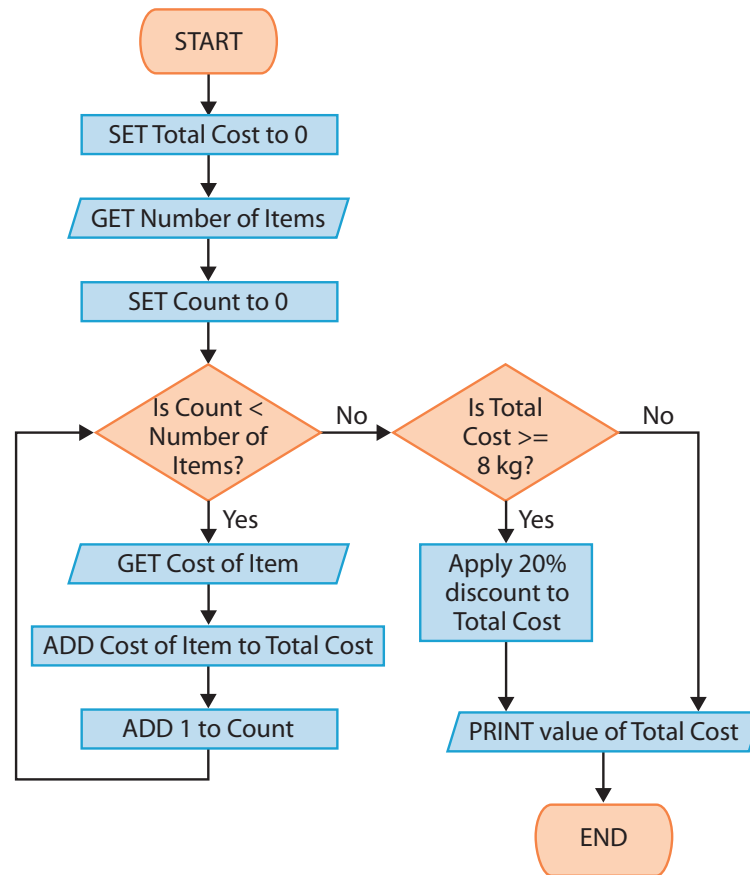 START
SET Total Cost to 0
GET Number of Items
SET Count to 0
Is Count <
Number of
Items?
No
Is Total
Cost >=
8 kg?
No
Yes
GET Cost of Item
ADD Cost of Item to Total Cost
ADD 1 to Count
Yes
Apply 20%
discount to
Total Cost
PRINT value of Total Cost
END